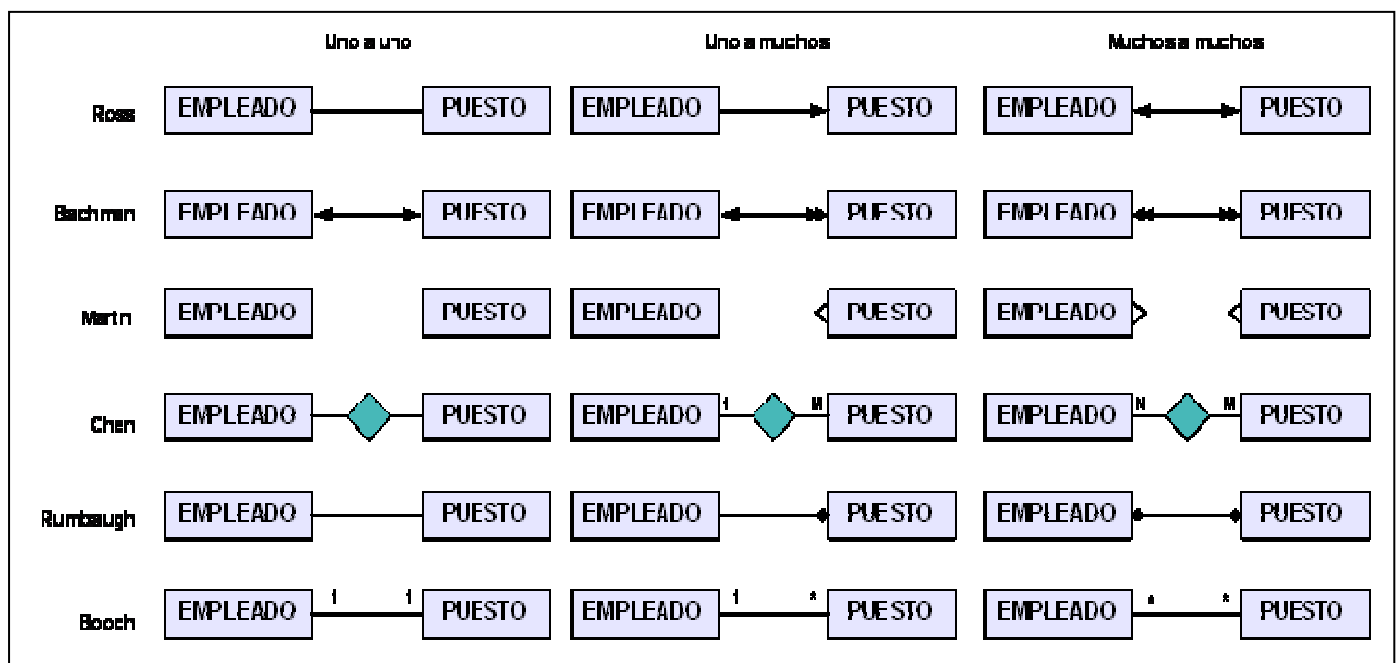 Uno a uno Uno a muchos Muchos a muchos
Ross EMPLEADO PUESTO EMPLEADO PUESTO EMPLEADO PUESTO
Bachman EMPLEADO PUESTO EMPLEADO PUESTO EMPLEADO PUESTO
Martin EMPLEADO PUESTO EMPLEADO PUESTO EMPLEADO PUESTO
Chen EMPLEADO PUESTO EMPLEADO 1 M PUESTO EMPLEADO N M PUESTO
Rumbaugh EMPLEADO PUESTO EMPLEADO PUESTO EMPLEADO PUESTO
Booch EMPLEADO 1 1 PUESTO EMPLEADO 1 * PUESTO EMPLEADO * * PUESTO